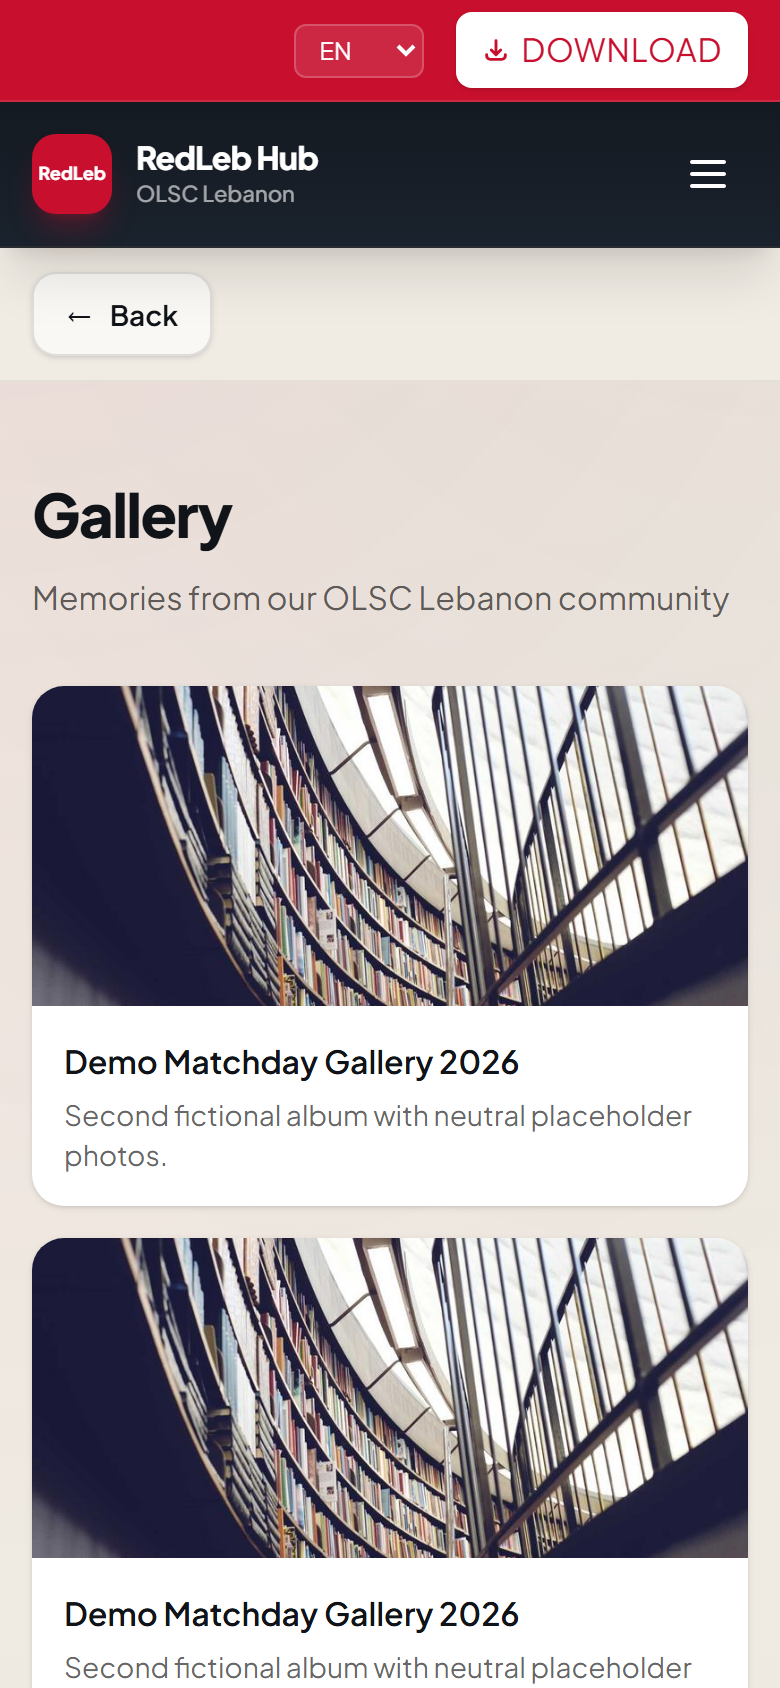 EN
DOWNLOAD
RedLeb
RedLeb Hub
OLSC Lebanon
← Back
Gallery
Memories from our OLSC Lebanon community
Demo Matchday Gallery 2026
Second fictional album with neutral placeholder
photos.
Demo Matchday Gallery 2026
Second fictional album with neutral placeholder